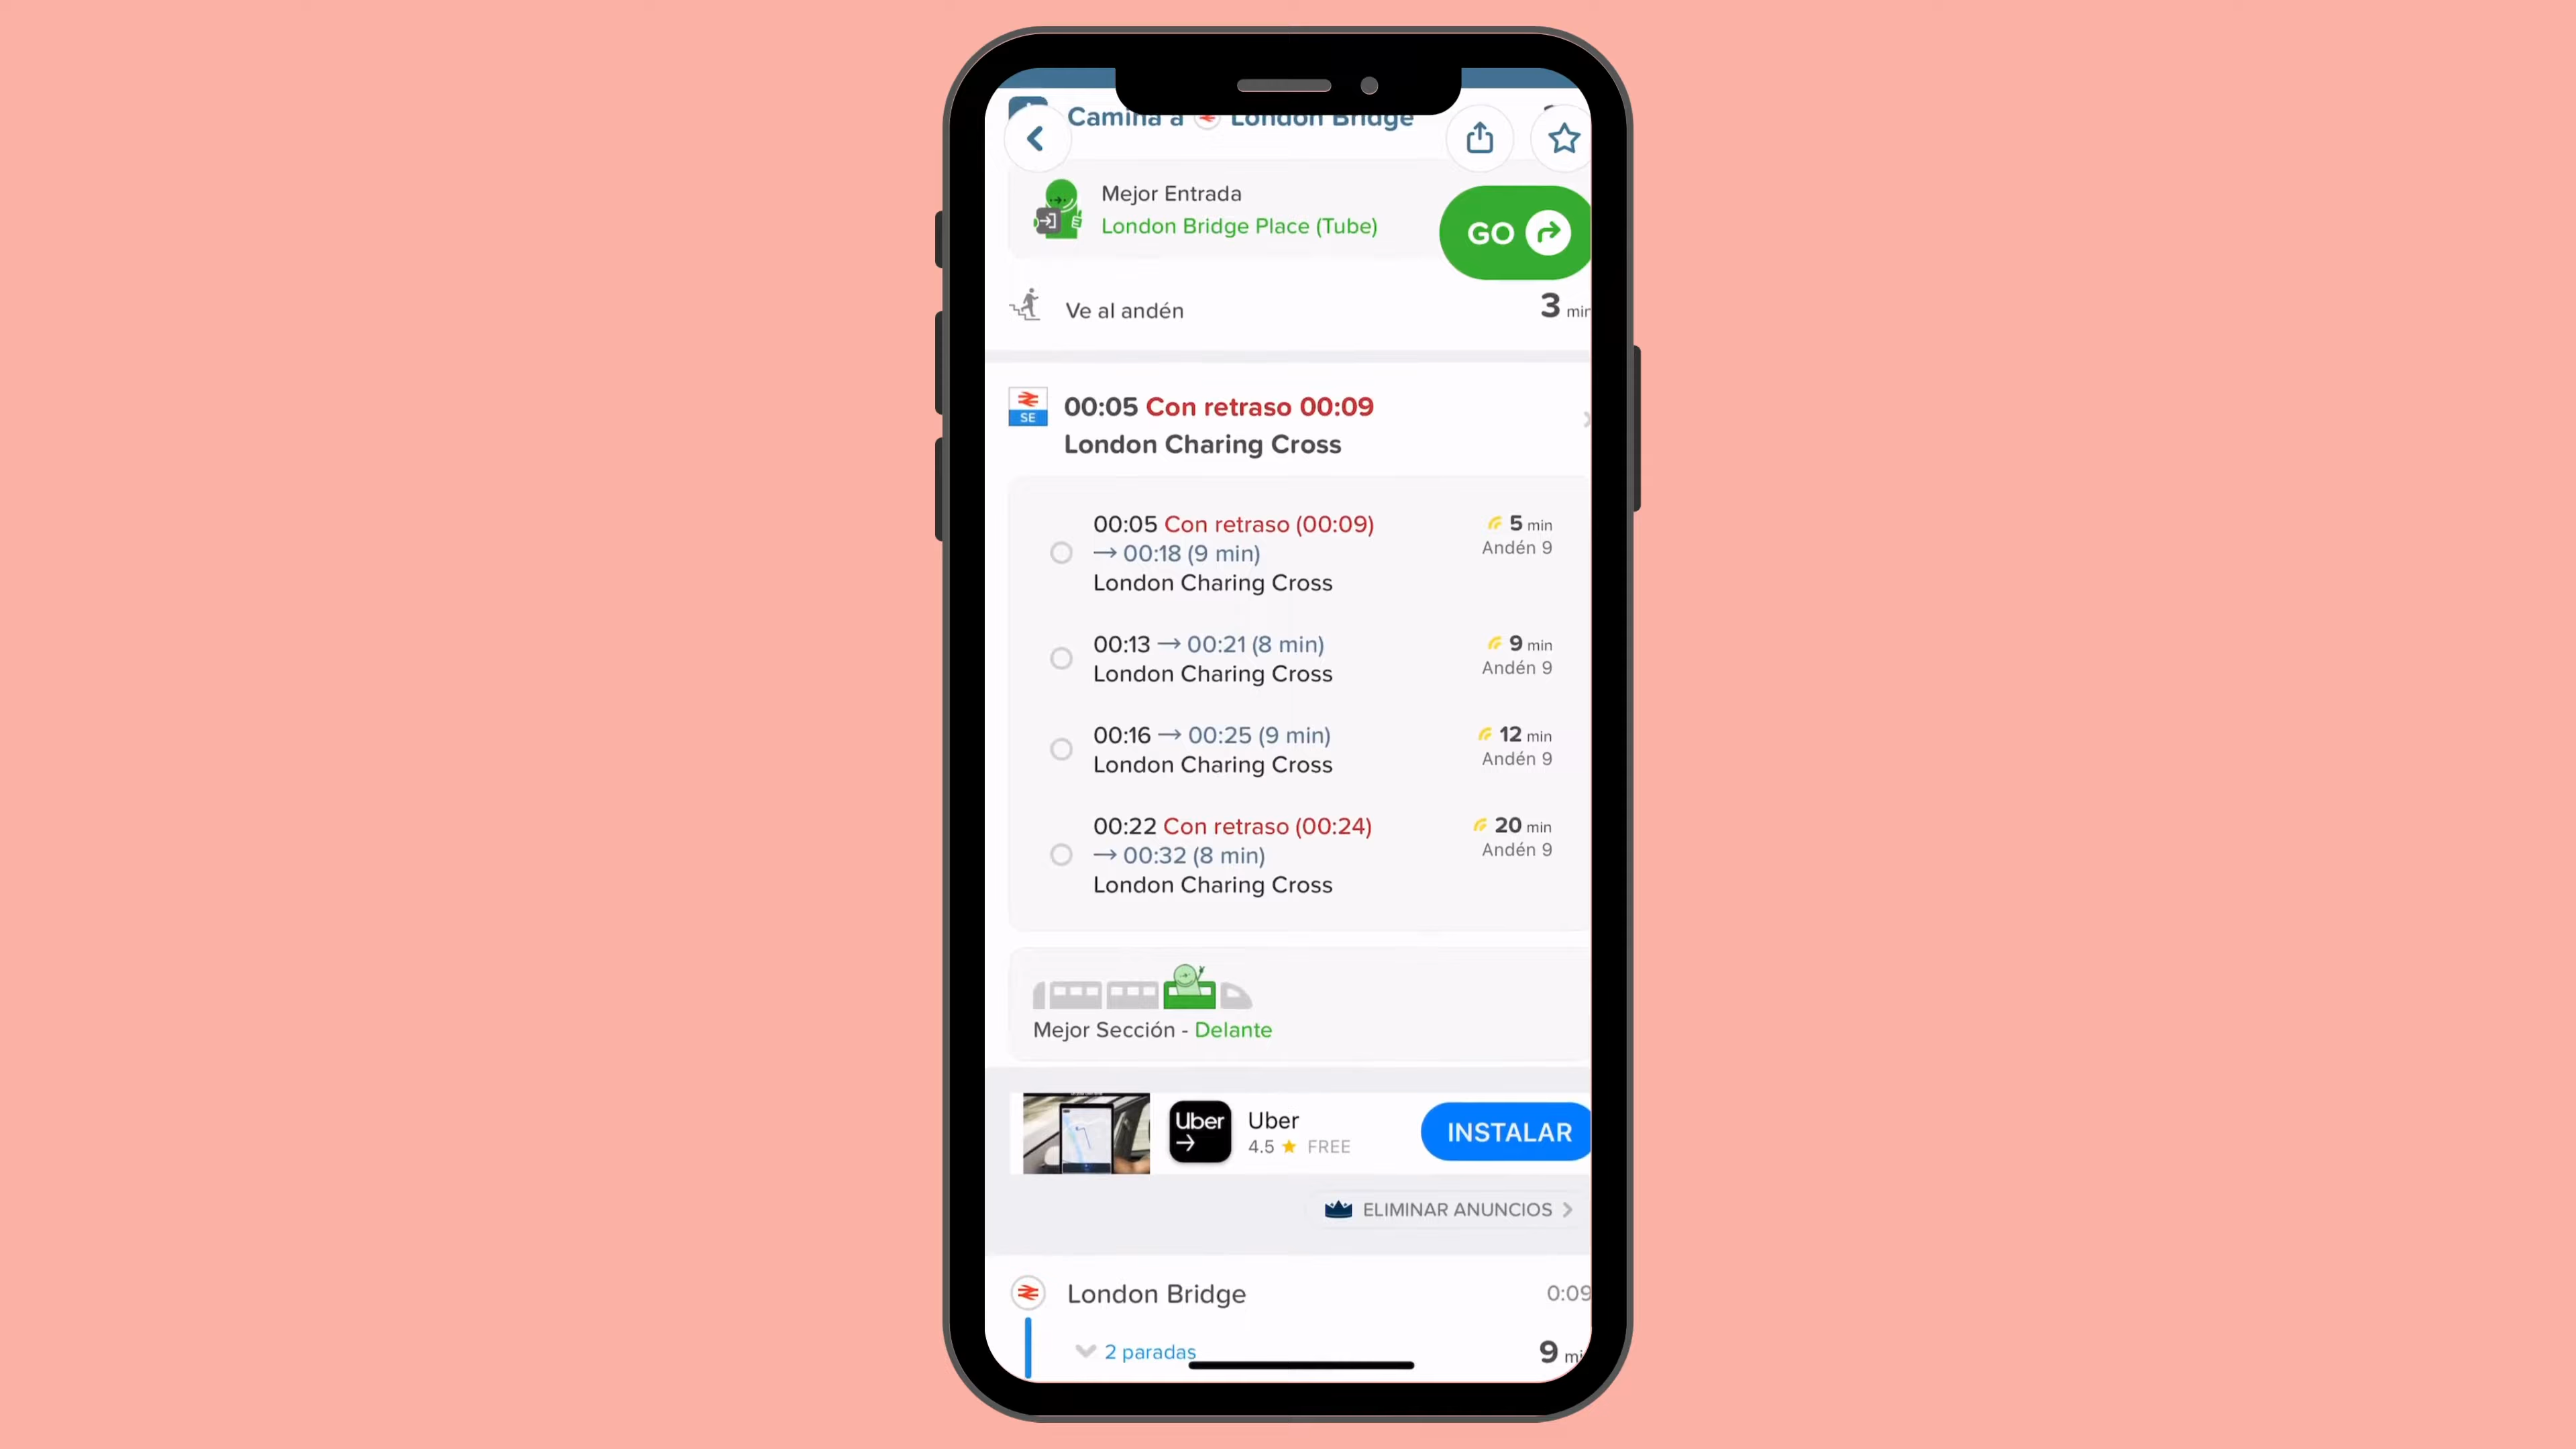 Camina a London Bridge
Mejor Entrada
London Bridge Place (Tube)
GO
Ve al andén
3 min
SE
00:05 Con retraso 00:09
London Charing Cross
00:05 Con retraso (00:09)
→ 00:18 (9 min)
London Charing Cross
5 min
Andén 9
00:13 → 00:21 (8 min)
London Charing Cross
9 min
Andén 9
00:16 → 00:25 (9 min)
London Charing Cross
12 min
Andén 9
00:22 Con retraso (00:24)
→ 00:32 (8 min)
London Charing Cross
20 min
Andén 9
Mejor Sección - Delante
Uber
→
Uber
4.5 ★ FREE
INSTALAR
ELIMINAR ANUNCIOS
London Bridge
0:09
2 paradas
9 mi